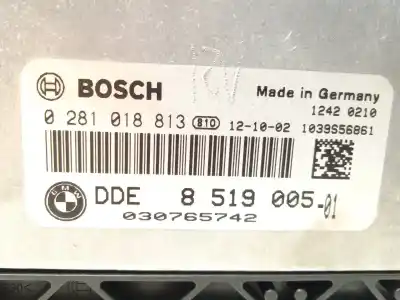 BOSCH
Made in Germany
1242 0210
0 281 018 813 810 12-10-02 1039S56861
BMW
DDE 8 519 005-01
030765742